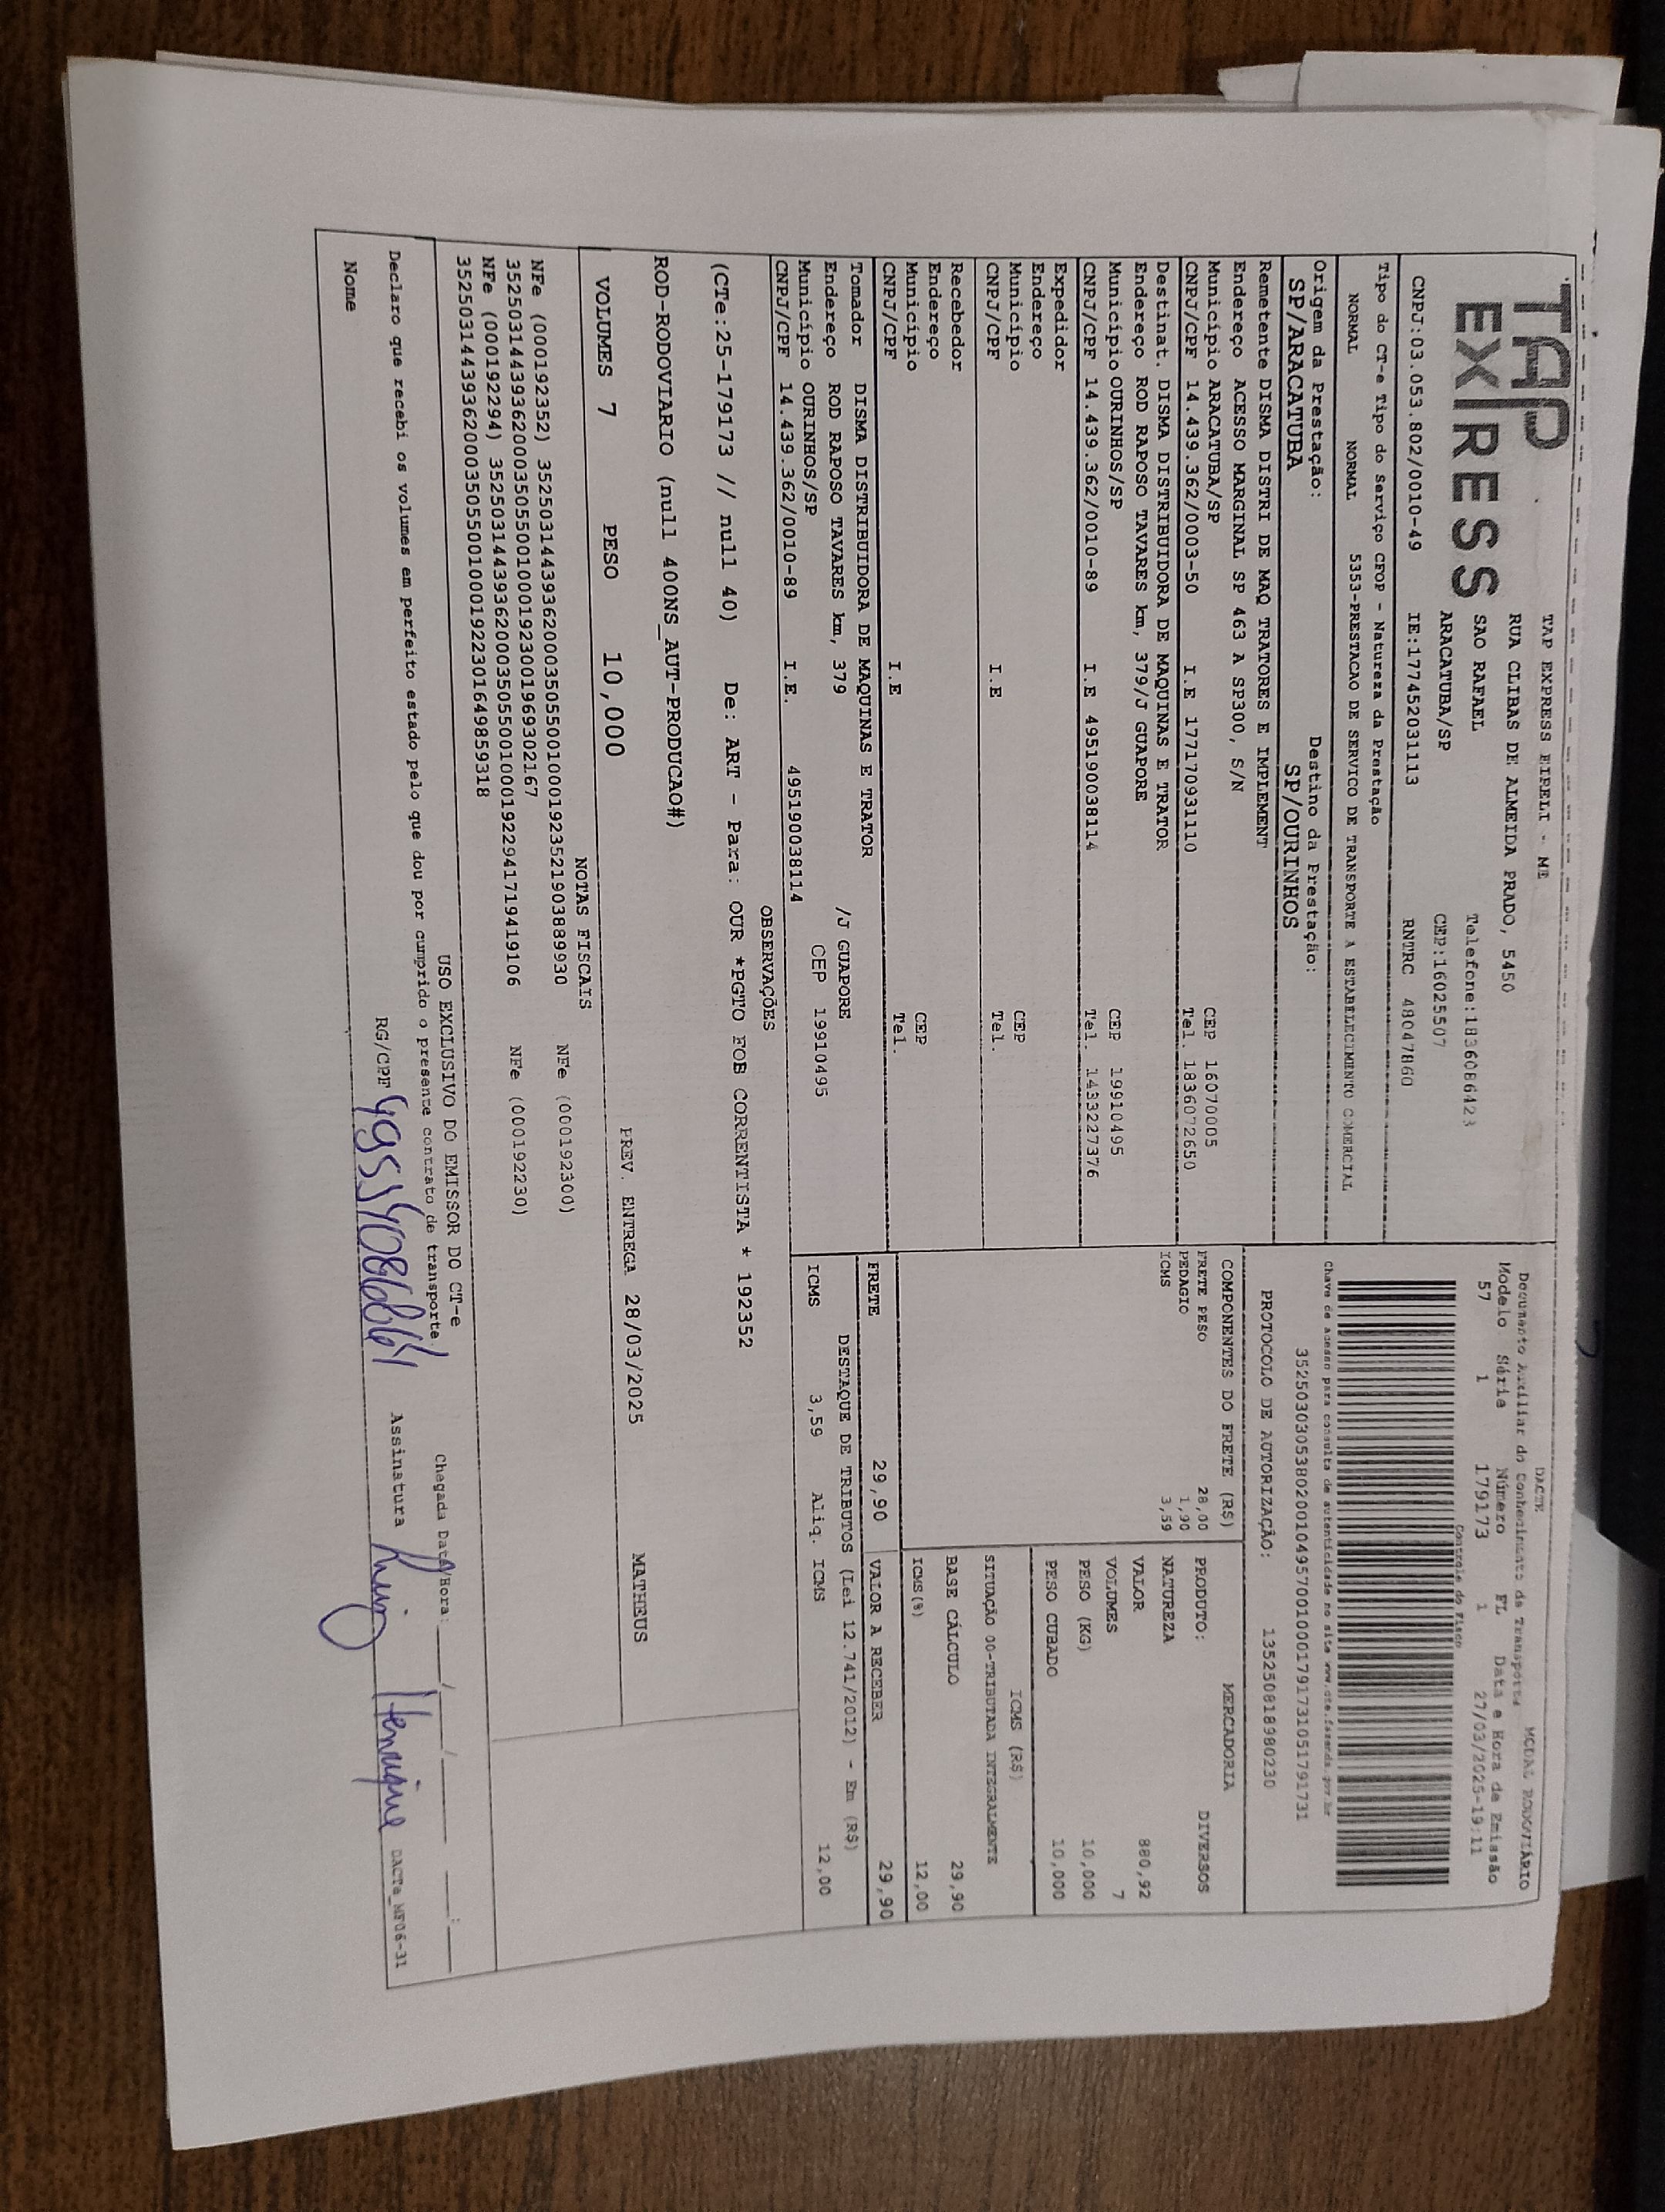 TAP
EXPRESS
TAP EXPRESS EIRELI - ME
RUA CLIBAS DE ALMEIDA PRADO, 5450
SAO RAFAEL Telefone:1836086423
ARACATUBA/SP CEP:16025507
CNPJ:03.053.802/0010-49 IE:177452031113 RNTRC 48047860
Tipo do CT-e Tipo do Serviço CFOP - Natureza da Prestação
NORMAL NORMAL 5353-PRESTACAO DE SERVICO DE TRANSPORTE A ESTABELECIMENTO COMERCIAL
Origem da Prestação: Destino da Prestação:
SP/ARACATUBA SP/OURINHOS
Remetente DISMA DISTRI DE MAQ TRATORES E IMPLEMENT
Endereço ACESSO MARGINAL SP 463 A SP300, S/N
Município ARACATUBA/SP CEP 16070005
CNPJ/CPF 14.439.362/0003-50 I.E 177170931110 Tel. 1836072650
Destinat. DISMA DISTRIBUIDORA DE MAQUINAS E TRATOR
Endereço ROD RAPOSO TAVARES km, 379/J GUAPORE
Município OURINHOS/SP CEP 19910495
CNPJ/CPF 14.439.362/0010-89 I.E 495190038114 Tel. 1433227376
Expedidor
Endereço
Município CEP
CNPJ/CPF I.E Tel.
Recebedor
Endereço
Município CEP
CNPJ/CPF I.E Tel.
Tomador DISMA DISTRIBUIDORA DE MAQUINAS E TRATOR
Endereço ROD RAPOSO TAVARES km, 379 /J GUAPORE
Município OURINHOS/SP CEP 19910495
CNPJ/CPF 14.439.362/0010-89 I.E. 495190038114
DACTE MODAL RODOVIÁRIO
Documento Auxiliar do Conhecimento de Transporte
Modelo Série Número FL Data e Hora de Emissão
57 1 179173 1 27/03/2025-19:11
Controle do Fisco
Chave de acesso para consulta de autenticidade no site www.cte.fazenda.gov.br
35250303053802001049570010001791731051791731
PROTOCOLO DE AUTORIZAÇÃO: 135250818980230
COMPONENTES DO FRETE (R$)
FRETE PESO 28,00
PEDAGIO 1,90
ICMS 3,59
MERCADORIA
PRODUTO: DIVERSOS
NATUREZA
VALOR 880,92
VOLUMES 7
PESO (KG) 10,000
PESO CUBADO 10,000
ICMS (R$)
SITUAÇÃO 00-TRIBUTADA INTEGRALMENTE
BASE CÁLCULO 29,90
ICMS(%) 12,00
FRETE 29,90 VALOR A RECEBER 29,90
DESTAQUE DE TRIBUTOS (Lei 12.741/2012) - Em (R$)
ICMS 3,59 Aliq. ICMS 12,00
OBSERVAÇÕES
(CTe:25-179173 // null 40) De: ART - Para: OUR *PGTO FOB CORRENTISTA * 192352
ROD-RODOVIARIO (null 400NS_AUT-PRODUCAO#)
VOLUMES 7 PESO 10,000 PREV. ENTREGA 28/03/2025 MATHEUS
NOTAS FISCAIS
NFe (000192352) 35250314439362000350550010001923521903889930 NFe (000192300)
35250314439362000350550010001923001969302167
NFe (000192294) 35250314439362000350550010001922941719419106 NFe (000192230)
35250314439362000350550010001922301649859318
USO EXCLUSIVO DO EMISSOR DO CT-e
Declaro que recebi os volumes em perfeito estado pelo que dou por cumprido o presente contrato de transporte Chegada Data/Hora: __/__/__ __:__
Nome RG/CPF Assinatura Luiz Henrique DACTe_MF06-31